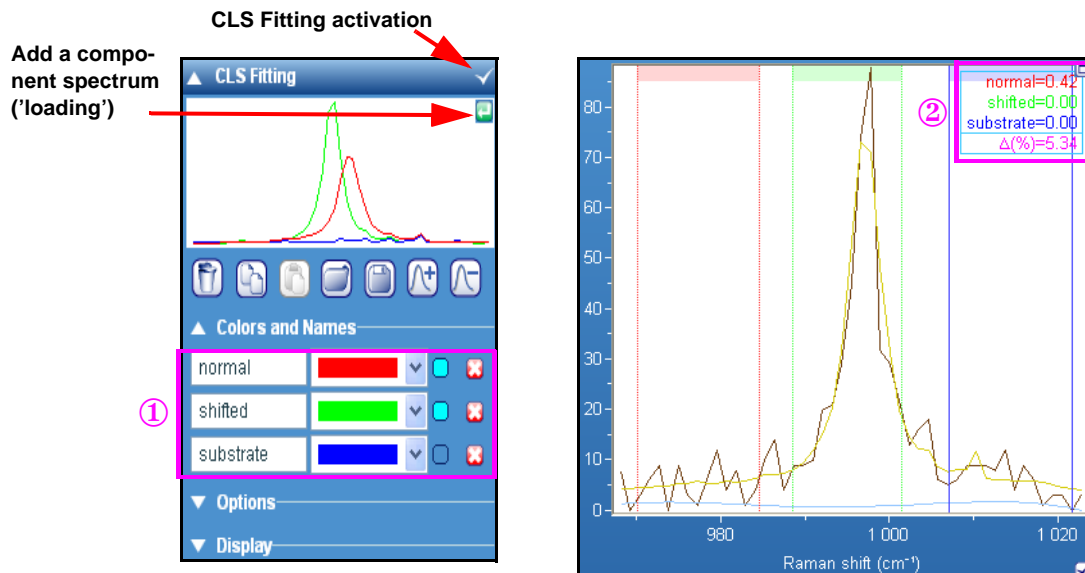 CLS Fitting activation
Add a compo-
nent spectrum
('loading')
CLS Fitting
Colors and Names
①
normal
shifted
substrate
Options
Display
②
normal=0.42
shifted=0.00
substrate=0.00
Δ(%)=5.34
80
70
60
50
40
30
20
10
0
980
1 000
1 020
Raman shift (cm⁻¹)